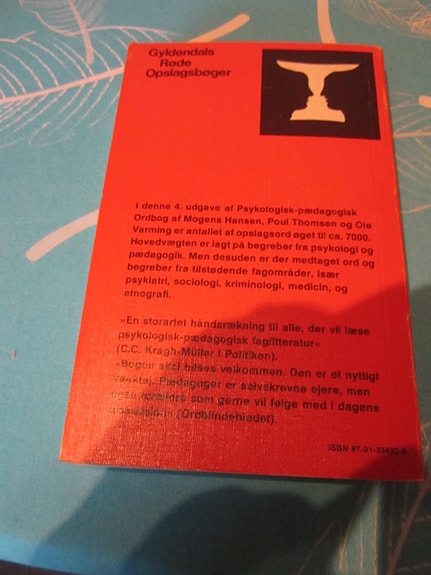 Gyldendals
Røde
Opslagsbøger
I denne 4. udgave af Psykologisk-pædagogisk
Ordbog af Mogens Hansen, Poul Thomsen og Ole
Varming er antallet af opslagsord øget til ca. 7000.
Hovedvægten er lagt på begreber fra psykologi og
pædagogik. Men desuden er der medtaget ord og
begreber fra tilstødende fagområder, især
psykiatri, sociologi, kriminologi, medicin, og
etnografi.
»En storartet håndsrækning til alle, der vil læse
psykologisk-pædagogisk faglitteratur«
(C.C. Kragh-Müller i Politiken).
»Bogen skal hilses velkommen. Den er et nyttigt
værktøj. Pædagoger er selvskrevne ejere, men
også forældre som gerne vil følge med i dagens
(Ordblindebladet).
ISBN 87-01-33432-9